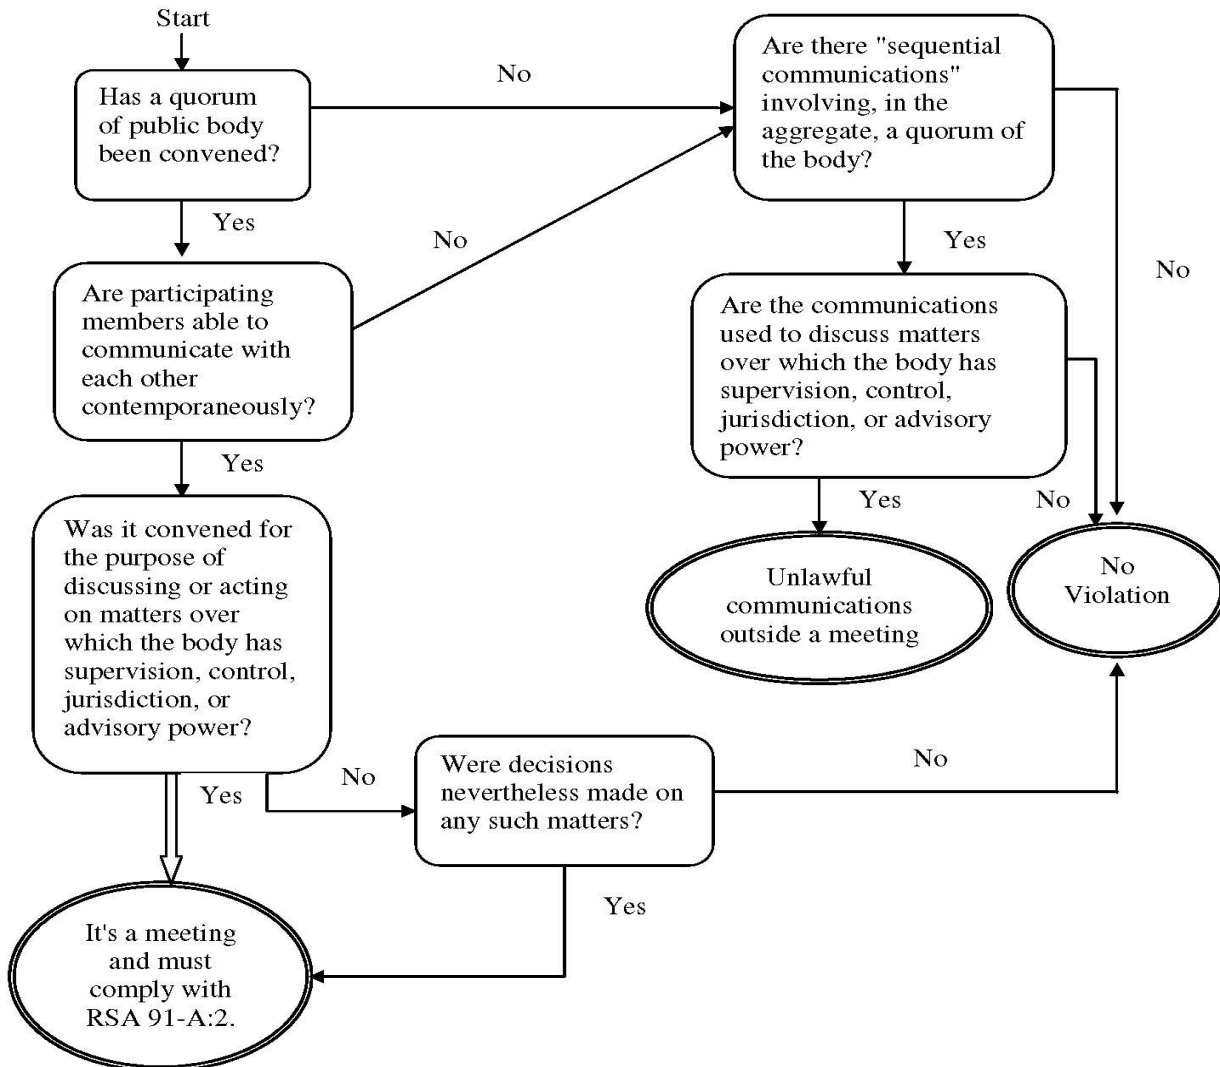 Start
Has a quorum
of public body
been convened?
No
Are there "sequential
communications"
involving, in the
aggregate, a quorum of
the body?
Yes
No
Yes
No
Are participating
members able to
communicate with
each other
contemporaneously?
Are the communications
used to discuss matters
over which the body has
supervision, control,
jurisdiction, or advisory
power?
Yes
Yes
No
Was it convened for
the purpose of
discussing or acting
on matters over
which the body has
supervision, control,
jurisdiction, or
advisory power?
Unlawful
communications
outside a meeting
No
Violation
Yes
No
Were decisions
nevertheless made on
any such matters?
No
Yes
It's a meeting
and must
comply with
RSA 91-A:2.